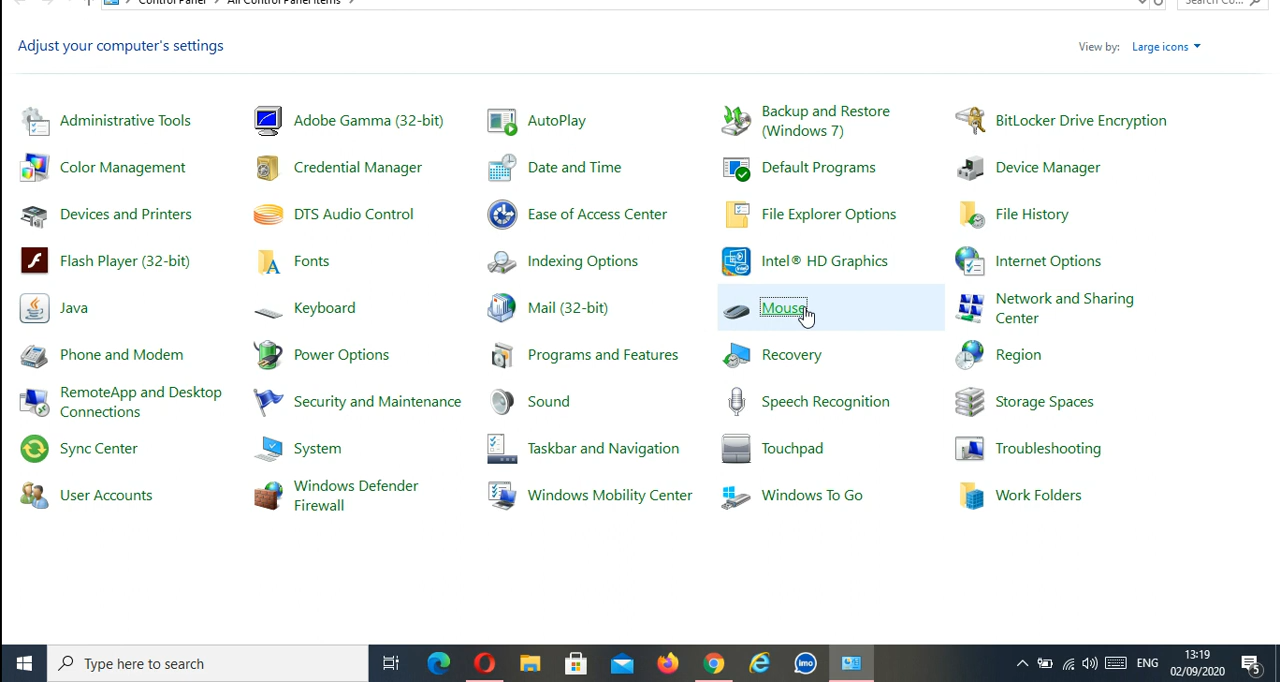 Control Panel > All Control Panel Items >
Search Co...
Adjust your computer's settings
View by: Large icons
Administrative Tools
Adobe Gamma (32-bit)
AutoPlay
Backup and Restore
(Windows 7)
BitLocker Drive Encryption
Color Management
Credential Manager
Date and Time
Default Programs
Device Manager
Devices and Printers
DTS Audio Control
Ease of Access Center
File Explorer Options
File History
Flash Player (32-bit)
Fonts
Indexing Options
Intel® HD Graphics
Internet Options
Java
Keyboard
Mail (32-bit)
Mouse
Network and Sharing
Center
Phone and Modem
Power Options
Programs and Features
Recovery
Region
RemoteApp and Desktop
Connections
Security and Maintenance
Sound
Speech Recognition
Storage Spaces
Sync Center
System
Taskbar and Navigation
Touchpad
Troubleshooting
User Accounts
Windows Defender
Firewall
Windows Mobility Center
Windows To Go
Work Folders
Type here to search
imo
ENG
13:19
02/09/2020
5